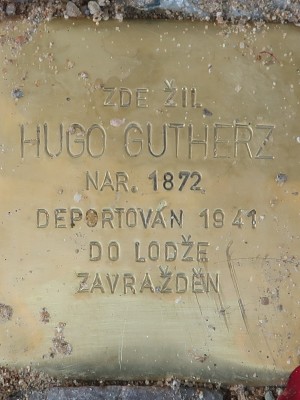 ZDE ŽIL
HUGO GUTHERZ
NAR. 1872
DEPORTOVÁN 1941
DO LODŽE
ZAVRAŽDĚN